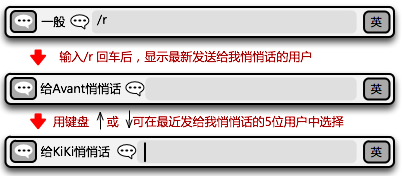 一般 /r 英
输入/r 回车后，显示最新发送给我悄悄话的用户
给Avant悄悄话 英
用键盘 ↑或 ↓可在最近发给我悄悄话的5位用户中选择
给KiKi悄悄话 英